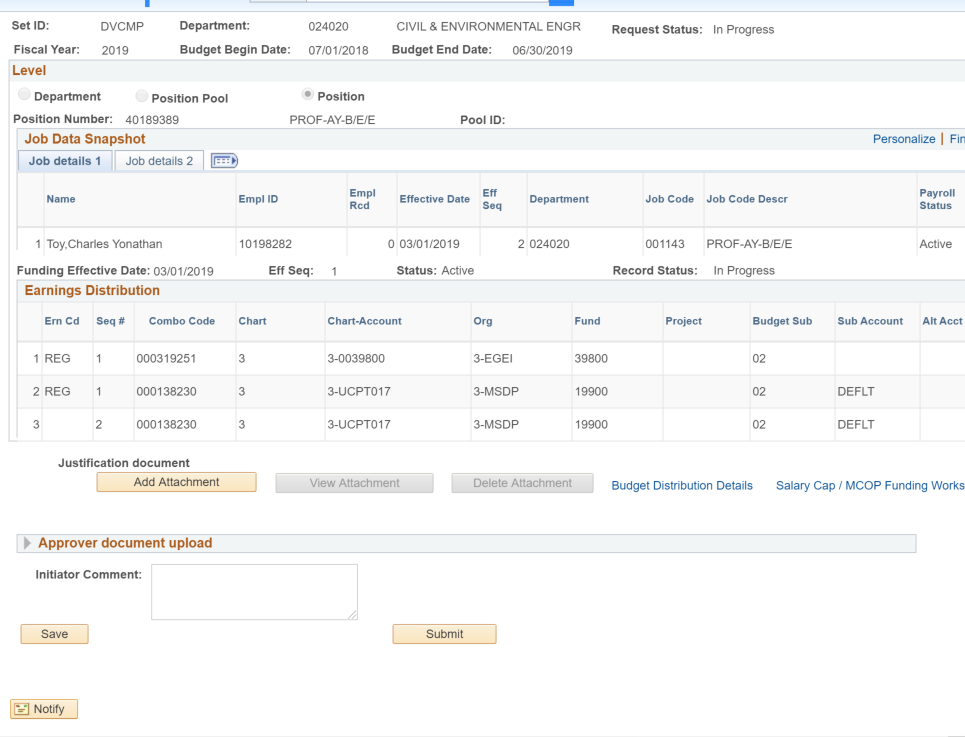 Set ID: DVCMP Department: 024020 CIVIL & ENVIRONMENTAL ENGR Request Status: In Progress
Fiscal Year: 2019 Budget Begin Date: 07/01/2018 Budget End Date: 06/30/2019
Level
Department Position Pool Position
Position Number: 40189389 PROF-AY-B/E/E Pool ID:
Job Data Snapshot Personalize | Fin
Job details 1 Job details 2
Name Empl ID Empl Rcd Effective Date Eff Seq Department Job Code Job Code Descr Payroll Status
1 Toy,Charles Yonathan 10198282 0 03/01/2019 2 024020 001143 PROF-AY-B/E/E Active
Funding Effective Date: 03/01/2019 Eff Seq: 1 Status: Active Record Status: In Progress
Earnings Distribution
Ern Cd Seq # Combo Code Chart Chart-Account Org Fund Project Budget Sub Sub Account Alt Acct
1 REG 1 000319251 3 3-0039800 3-EGEI 39800 02
2 REG 1 000138230 3 3-UCPT017 3-MSDP 19900 02 DEFLT
3 2 000138230 3 3-UCPT017 3-MSDP 19900 02 DEFLT
Justification document
Add Attachment View Attachment Delete Attachment Budget Distribution Details Salary Cap / MCOP Funding Works
Approver document upload
Initiator Comment:
Save Submit
Notify